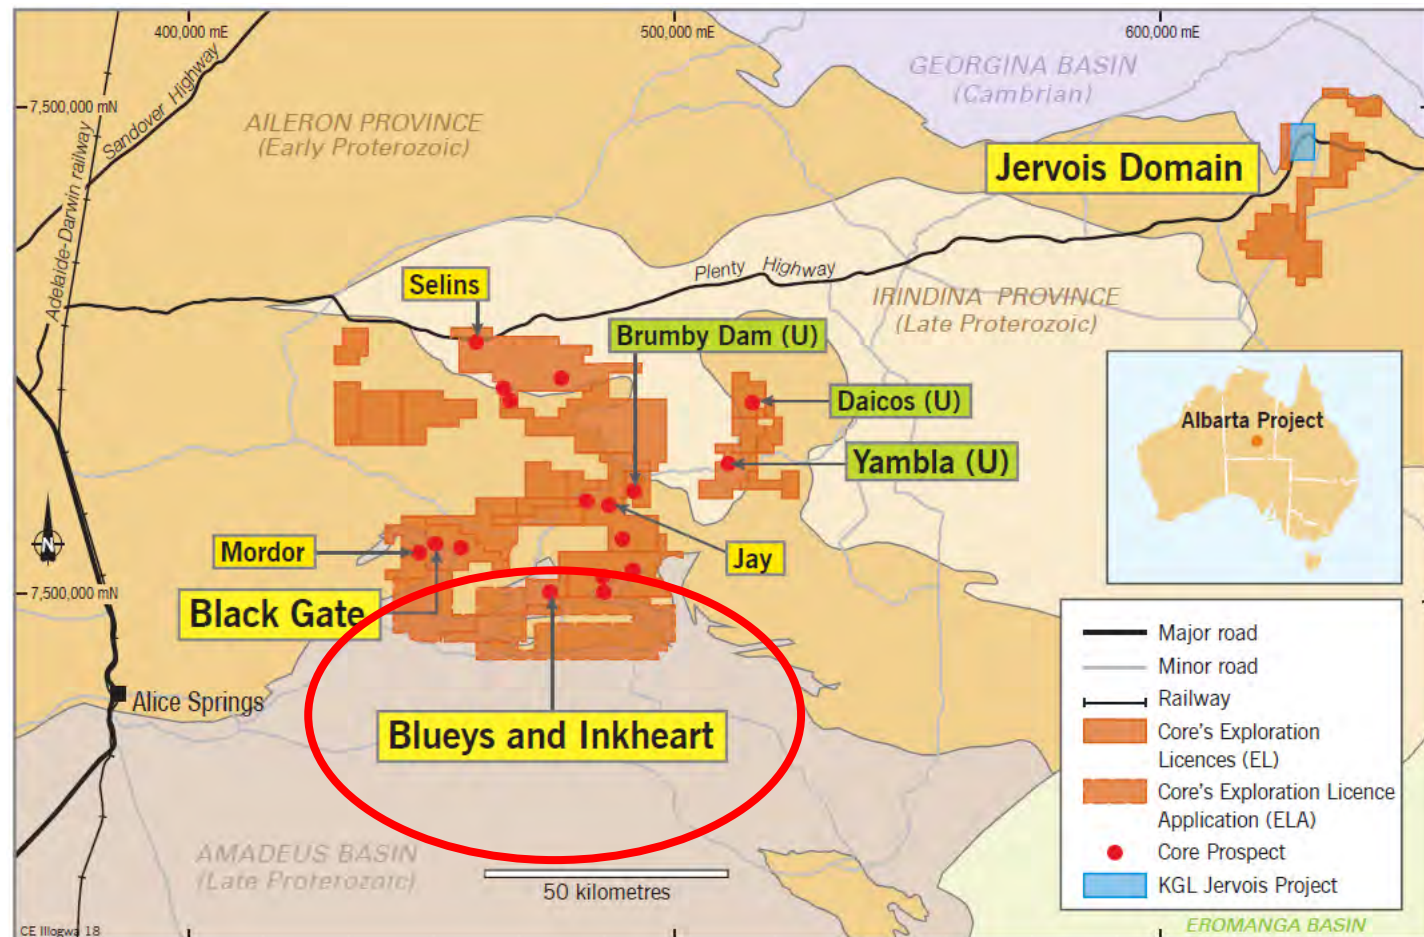 400,000 mE
500,000 mE
600,000 mE
7,500,000 mN
Sandover Highway
Adelaide-Darwin railway
AILERON PROVINCE
(Early Proterozoic)
GEORGINA BASIN
(Cambrian)
Jervois Domain
Plenty Highway
Selins
IRINDINA PROVINCE
(Late Proterozoic)
Brumby Dam (U)
Daicos (U)
Yambla (U)
Albarta Project
N
Mordor
Jay
7,500,000 mN
Black Gate
Alice Springs
Blueys and Inkheart
Major road
Minor road
Railway
Core's Exploration
Licences (EL)
Core's Exploration Licence
Application (ELA)
Core Prospect
KGL Jervois Project
AMADEUS BASIN
(Late Proterozoic)
50 kilometres
CE Illogwa 18
EROMANGA BASIN